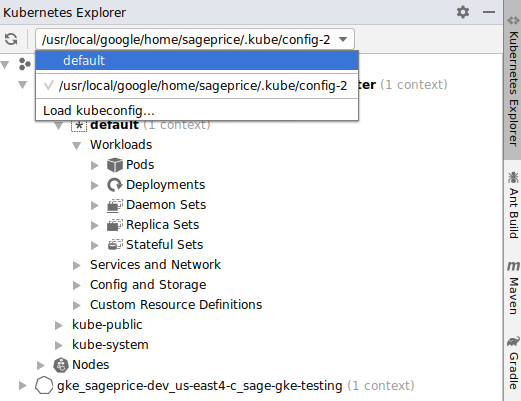 Kubernetes Explorer
/usr/local/google/home/sageprice/.kube/config-2
default
/usr/local/google/home/sageprice/.kube/config-2
ter (1 context)
Load kubeconfig...
default (1 context)
Workloads
Pods
Deployments
Daemon Sets
Replica Sets
Stateful Sets
Services and Network
Config and Storage
Custom Resource Definitions
kube-public
kube-system
Nodes
gke_sageprice-dev_us-east4-c_sage-gke-testing (1 context)
Kubernetes Explorer
Ant Build
Maven
Gradle